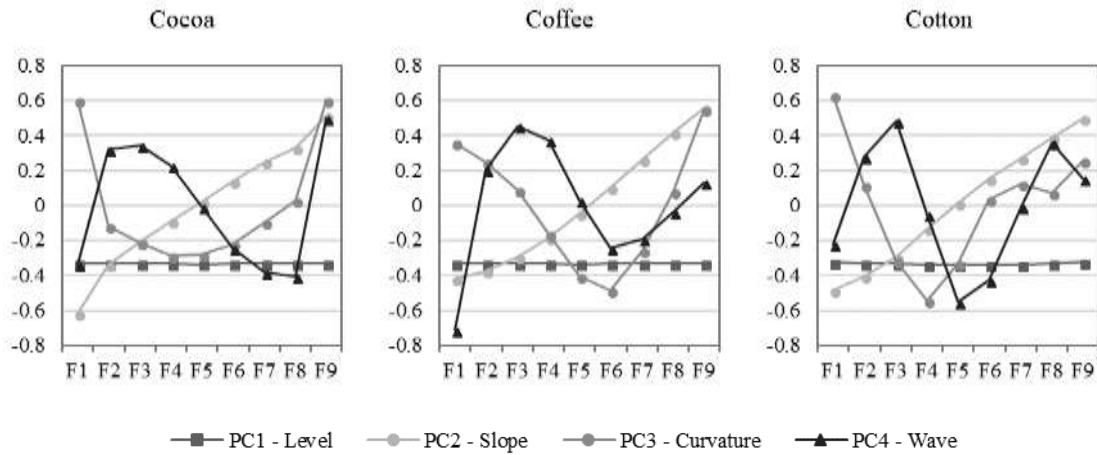 Cocoa Coffee Cotton
0.8 0.8 0.8
0.6 0.6 0.6
0.4 0.4 0.4
0.2 0.2 0.2
0 0 0
-0.2 -0.2 -0.2
-0.4 -0.4 -0.4
-0.6 -0.6 -0.6
-0.8 -0.8 -0.8
F1 F2 F3 F4 F5 F6 F7 F8 F9 F1 F2 F3 F4 F5 F6 F7 F8 F9 F1 F2 F3 F4 F5 F6 F7 F8 F9
PC1 - Level PC2 - Slope PC3 - Curvature PC4 - Wave